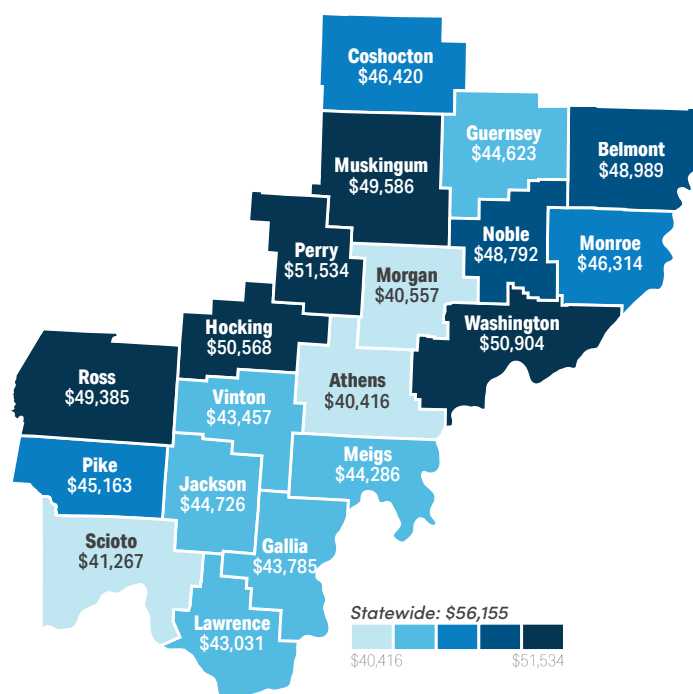 Coshocton
$46,420
Guernsey
$44,623
Belmont
$48,989
Muskingum
$49,586
Noble
$48,792
Monroe
$46,314
Perry
$51,534
Morgan
$40,557
Washington
$50,904
Hocking
$50,568
Ross
$49,385
Athens
$40,416
Vinton
$43,457
Meigs
$44,286
Pike
$45,163
Jackson
$44,726
Scioto
$41,267
Gallia
$43,785
Lawrence
$43,031
Statewide: $56,155
$40,416
$51,534